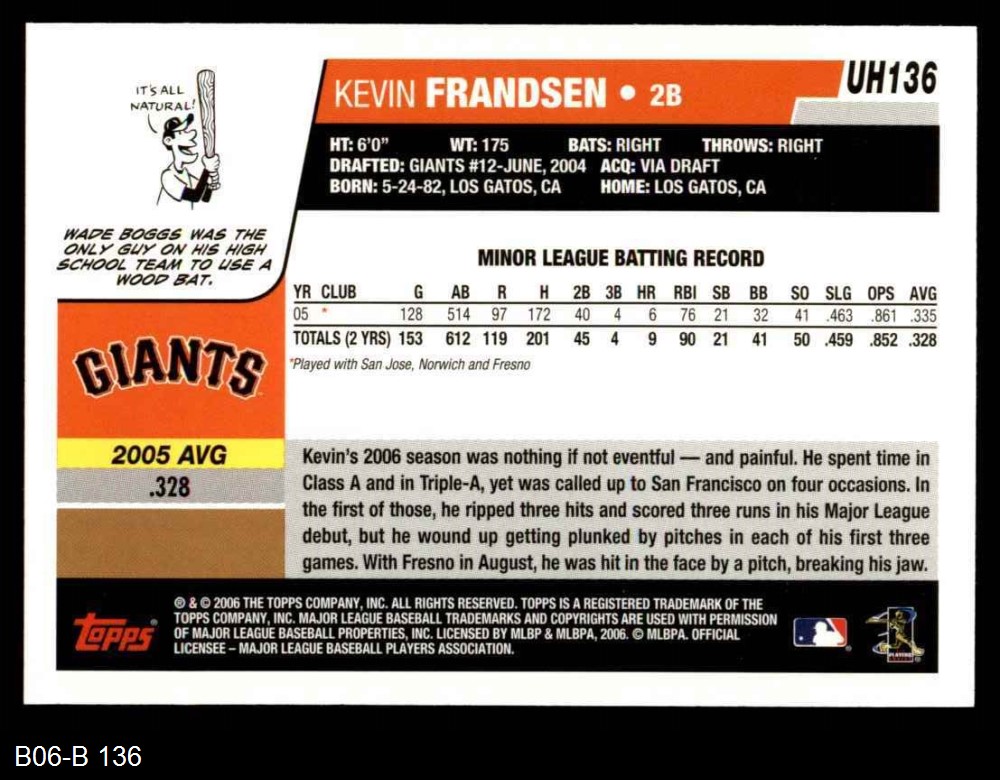 IT'S ALL
NATURAL!
WADE BOGGS WAS THE
ONLY GUY ON HIS HIGH
SCHOOL TEAM TO USE A
WOOD BAT.
KEVIN FRANDSEN • 2B
UH136
HT: 6'0" WT: 175 BATS: RIGHT THROWS: RIGHT
DRAFTED: GIANTS #12-JUNE, 2004 ACQ: VIA DRAFT
BORN: 5-24-82, LOS GATOS, CA HOME: LOS GATOS, CA
MINOR LEAGUE BATTING RECORD
YR CLUB G AB R H 2B 3B HR RBI SB BB SO SLG OPS AVG
05 * 128 514 97 172 40 4 6 76 21 32 41 .463 .861 .335
TOTALS (2 YRS) 153 612 119 201 45 4 9 90 21 41 50 .459 .852 .328
*Played with San Jose, Norwich and Fresno
GIANTS
2005 AVG
.328
Kevin's 2006 season was nothing if not eventful — and painful. He spent time in
Class A and in Triple-A, yet was called up to San Francisco on four occasions. In
the first of those, he ripped three hits and scored three runs in his Major League
debut, but he wound up getting plunked by pitches in each of his first three
games. With Fresno in August, he was hit in the face by a pitch, breaking his jaw.
Topps
® & © 2006 THE TOPPS COMPANY, INC. ALL RIGHTS RESERVED. TOPPS IS A REGISTERED TRADEMARK OF THE
TOPPS COMPANY, INC. MAJOR LEAGUE BASEBALL TRADEMARKS AND COPYRIGHTS ARE USED WITH PERMISSION
OF MAJOR LEAGUE BASEBALL PROPERTIES, INC. LICENSED BY MLBP & MLBPA, 2006. © MLBPA. OFFICIAL
LICENSEE – MAJOR LEAGUE BASEBALL PLAYERS ASSOCIATION.
B06-B 136